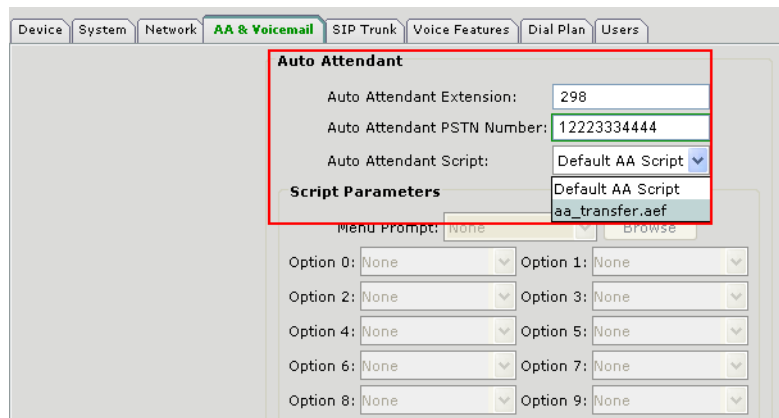 Device System Network AA & Voicemail SIP Trunk Voice Features Dial Plan Users
Auto Attendant
Auto Attendant Extension: 298
Auto Attendant PSTN Number: 12223334444
Auto Attendant Script: Default AA Script
Default AA Script
aa_transfer.aef
Script Parameters
Menu Prompt: None Browse
Option 0: None Option 1: None
Option 2: None Option 3: None
Option 4: None Option 5: None
Option 6: None Option 7: None
Option 8: None Option 9: None